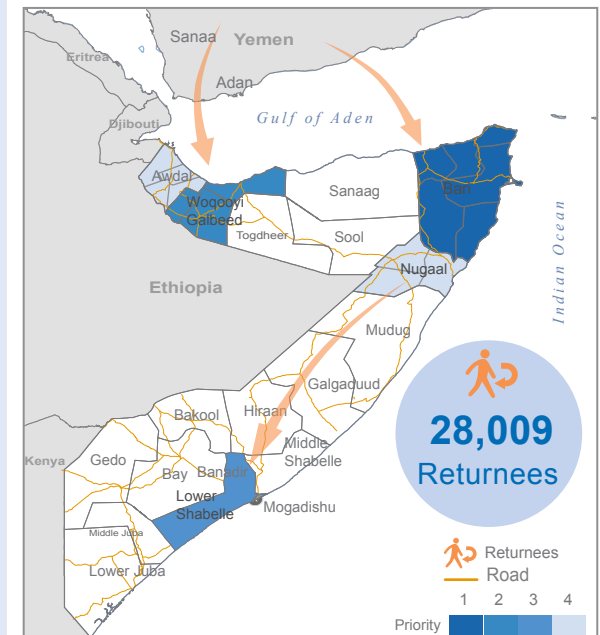 Sanaa
Yemen
Eritrea
Adan
Gulf of Aden
Djibouti
Awdal
Sanaag
Bari
Woqooyi
Galbeed
Togdheer
Sool
Indian Ocean
Nugaal
Ethiopia
Mudug
Galgaduud
28,009
Returnees
Bakool
Hiraan
Middle
Shabelle
Kenya
Gedo
Bay
Banadir
Lower
Shabelle
Mogadishu
Middle Juba
Lower Juba
Returnees
Road
1 2 3 4
Priority